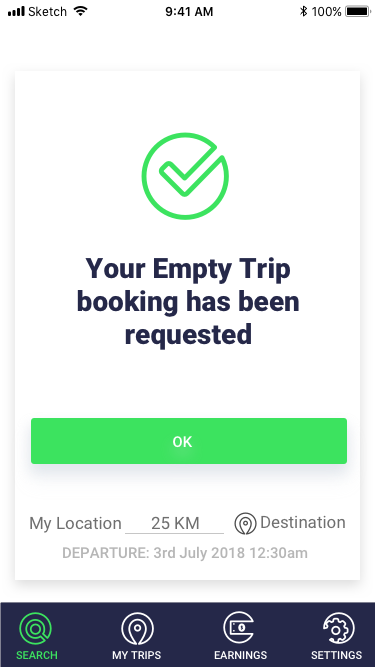 Sketch 9:41 AM 100%
Your Empty Trip
booking has been
requested
OK
My Location 25 KM Destination
DEPARTURE: 3rd July 2018 12:30am
SEARCH MY TRIPS EARNINGS SETTINGS